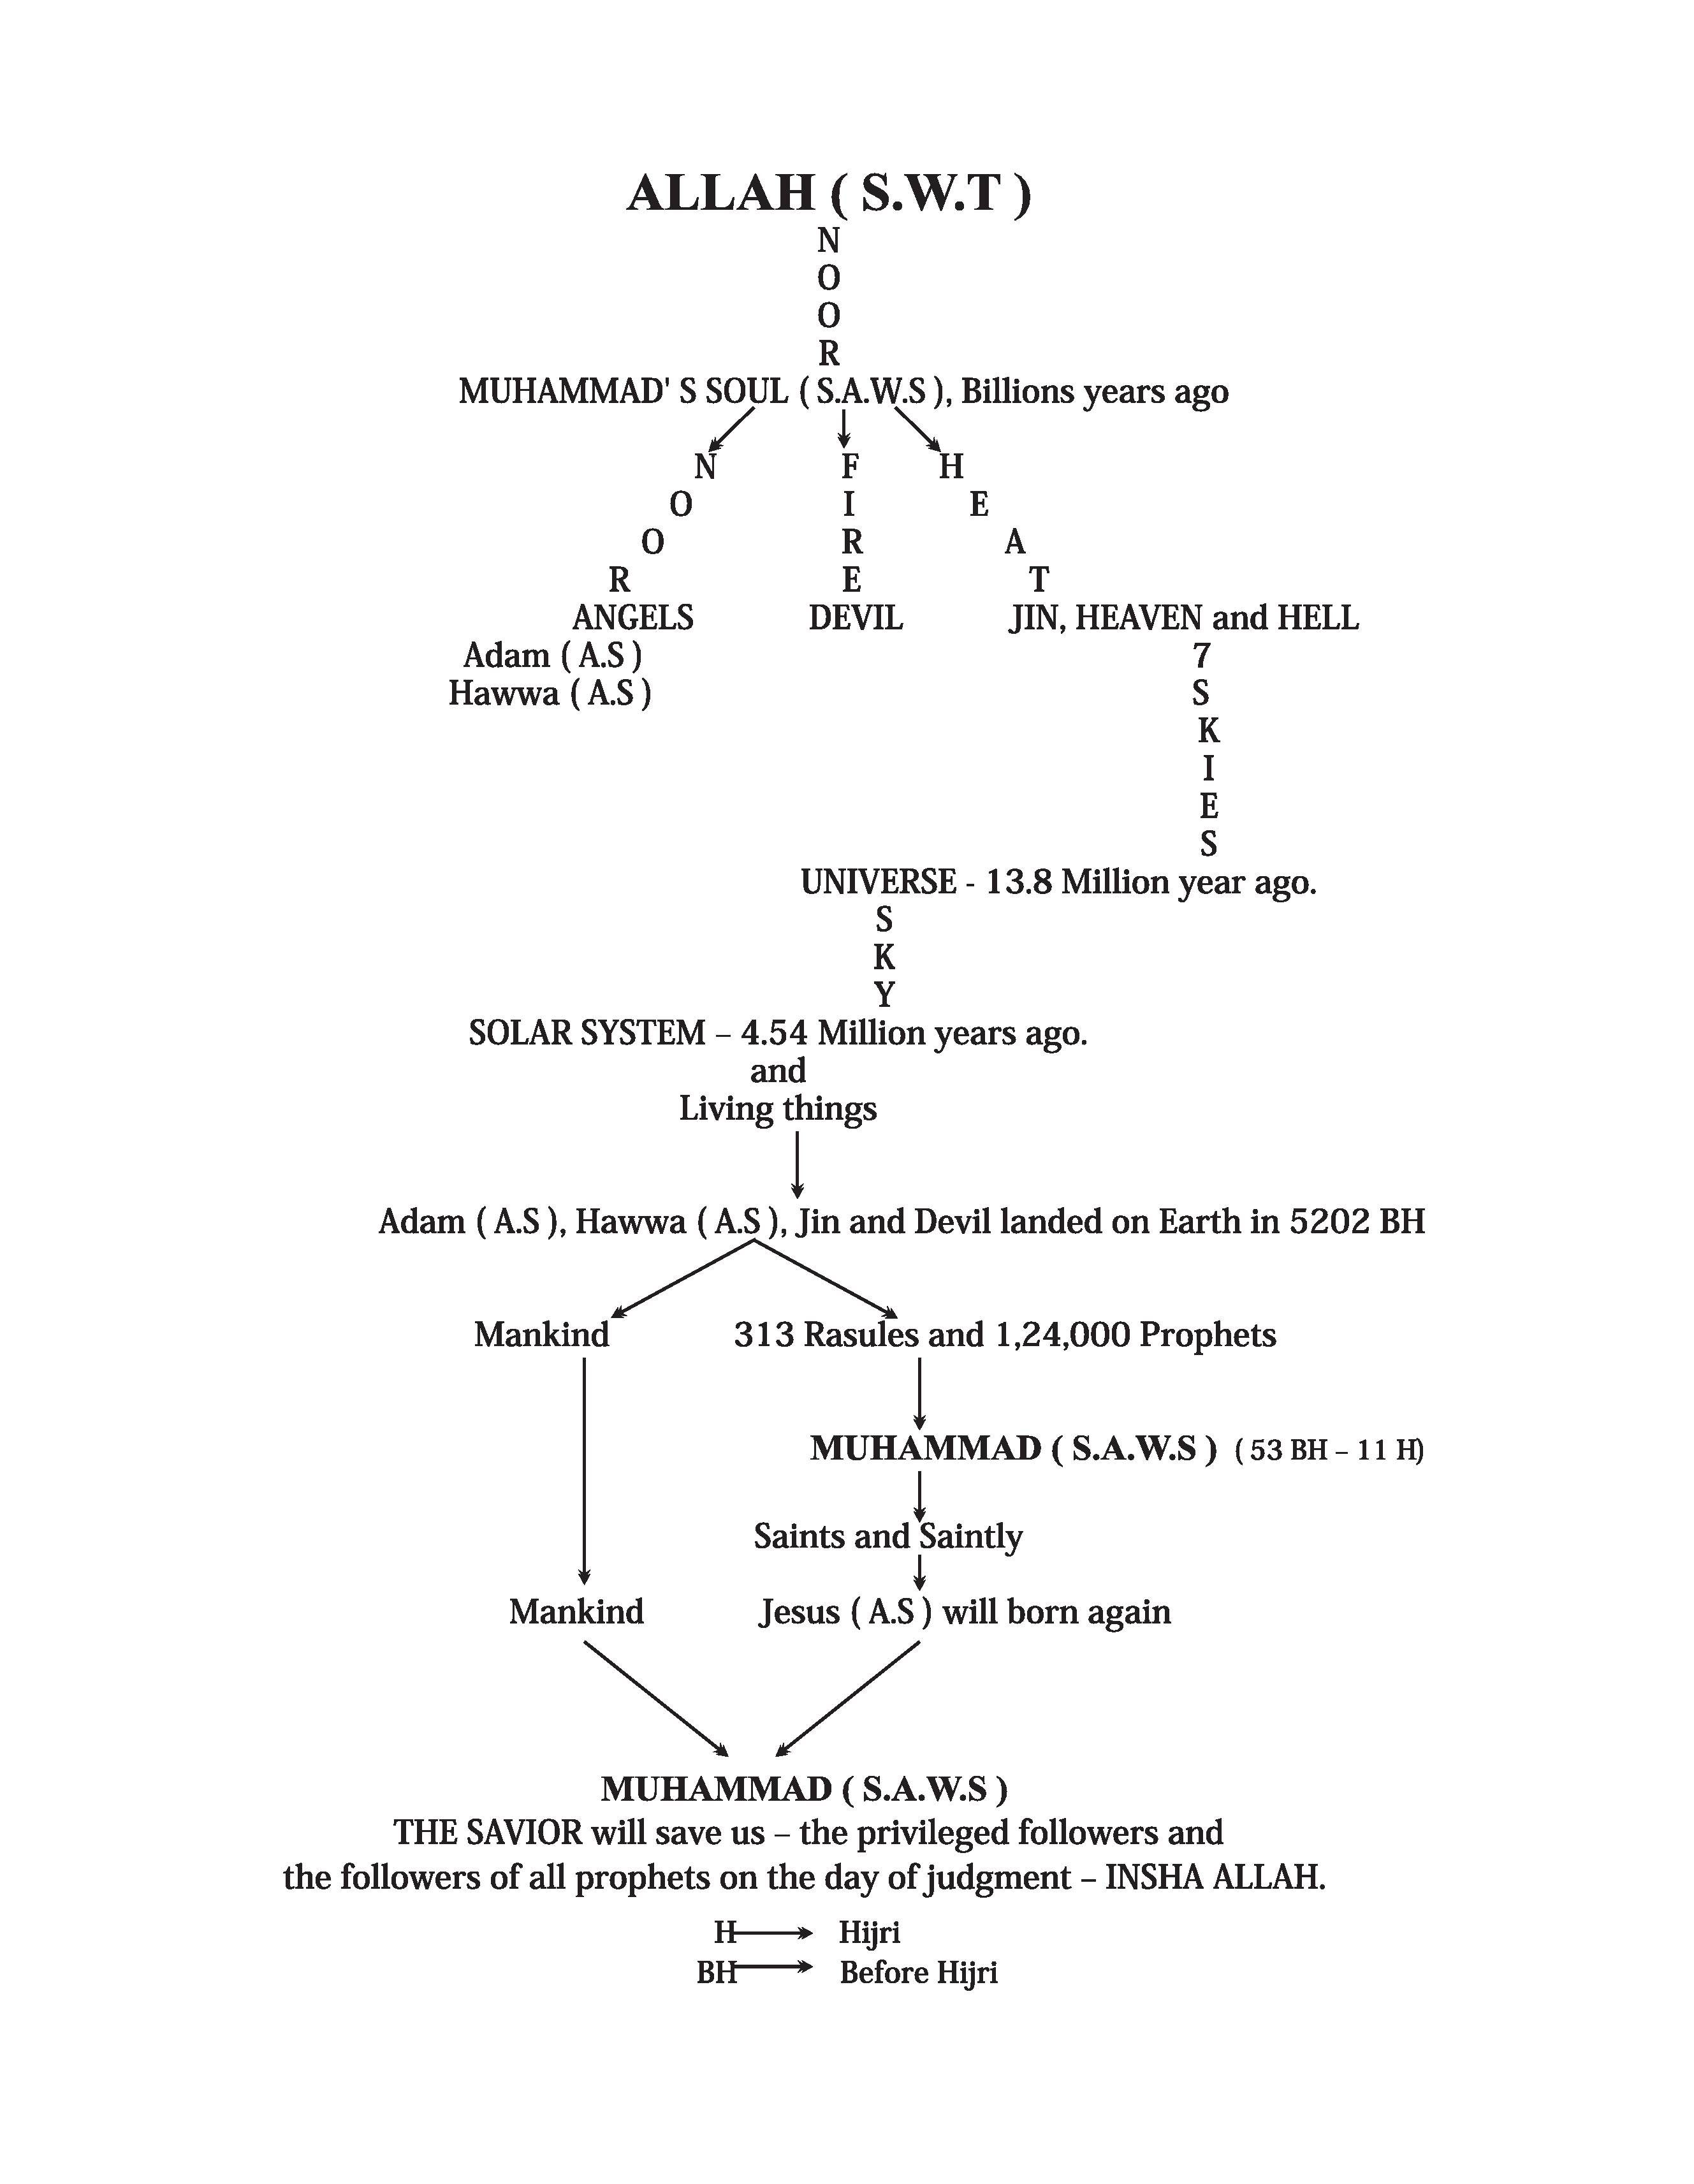 ALLAH ( S.W.T )
N
O
O
R
MUHAMMAD' S SOUL ( S.A.W.S ), Billions years ago
N F H
O I E
O R A
R E T
ANGELS DEVIL JIN, HEAVEN and HELL
Adam ( A.S ) 7
Hawwa ( A.S ) S
K
I
E
S
UNIVERSE - 13.8 Million year ago.
S
K
Y
SOLAR SYSTEM – 4.54 Million years ago.
and
Living things
Adam ( A.S ), Hawwa ( A.S ), Jin and Devil landed on Earth in 5202 BH
Mankind 313 Rasules and 1,24,000 Prophets
MUHAMMAD ( S.A.W.S ) ( 53 BH – 11 H)
Saints and Saintly
Mankind Jesus ( A.S ) will born again
MUHAMMAD ( S.A.W.S )
THE SAVIOR will save us – the privileged followers and
the followers of all prophets on the day of judgment – INSHA ALLAH.
H Hijri
BH Before Hijri